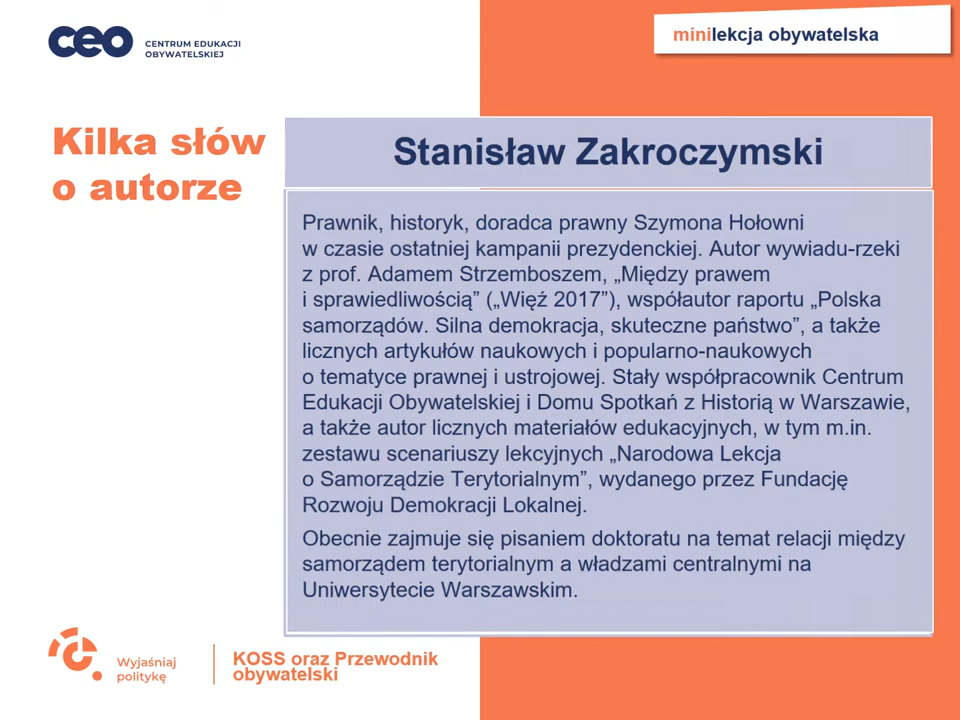 ceo
CENTRUM EDUKACJI
OBYWATELSKIEJ
minilekcja obywatelska
Kilka słów
o autorze
Stanisław Zakroczymski
Prawnik, historyk, doradca prawny Szymona Hołowni
w czasie ostatniej kampanii prezydenckiej. Autor wywiadu-rzeki
z prof. Adamem Strzemboszem, „Między prawem
i sprawiedliwością” („Więź 2017”), współautor raportu „Polska
samorządów. Silna demokracja, skuteczne państwo”, a także
licznych artykułów naukowych i popularno-naukowych
o tematyce prawnej i ustrojowej. Stały współpracownik Centrum
Edukacji Obywatelskiej i Domu Spotkań z Historią w Warszawie,
a także autor licznych materiałów edukacyjnych, w tym m.in.
zestawu scenariuszy lekcyjnych „Narodowa Lekcja
o Samorządzie Terytorialnym”, wydanego przez Fundację
Rozwoju Demokracji Lokalnej.
Obecnie zajmuje się pisaniem doktoratu na temat relacji między
samorządem terytorialnym a władzami centralnymi na
Uniwersytecie Warszawskim.
Wyjaśniaj
politykę
KOSS oraz Przewodnik
obywatelski